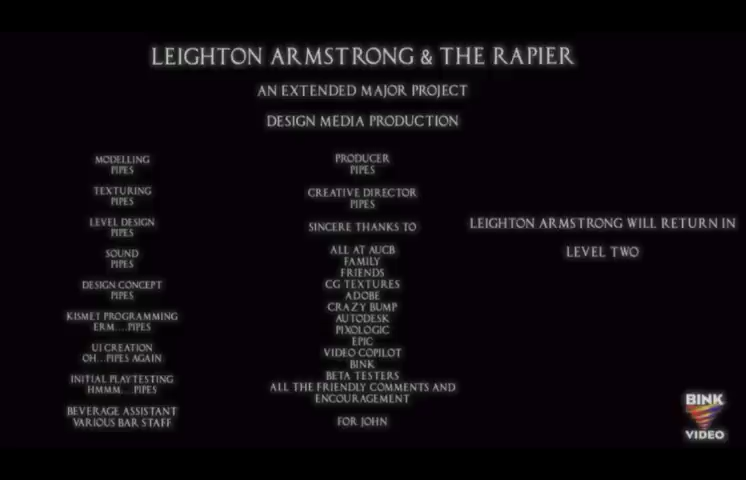 LEIGHTON ARMSTRONG & THE RAPIER
AN EXTENDED MAJOR PROJECT
DESIGN MEDIA PRODUCTION
MODELLING
PIPES
TEXTURING
PIPES
LEVEL DESIGN
PIPES
SOUND
PIPES
DESIGN CONCEPT
PIPES
KISMET PROGRAMMING
ERM....PIPES
UI CREATION
OH...PIPES AGAIN
INITIAL PLAYTESTING
HMMM....PIPES
BEVERAGE ASSISTANT
VARIOUS BAR STAFF
PRODUCER
PIPES
CREATIVE DIRECTOR
PIPES
SINCERE THANKS TO
ALL AT AUCB
FAMILY
FRIENDS
CG TEXTURES
ADOBE
CRAZY BUMP
AUTODESK
PIXOLOGIC
EPIC
VIDEO COPILOT
BINK
BETA TESTERS
ALL THE FRIENDLY COMMENTS AND
ENCOURAGEMENT
FOR JOHN
LEIGHTON ARMSTRONG WILL RETURN IN
LEVEL TWO
BINK
VIDEO